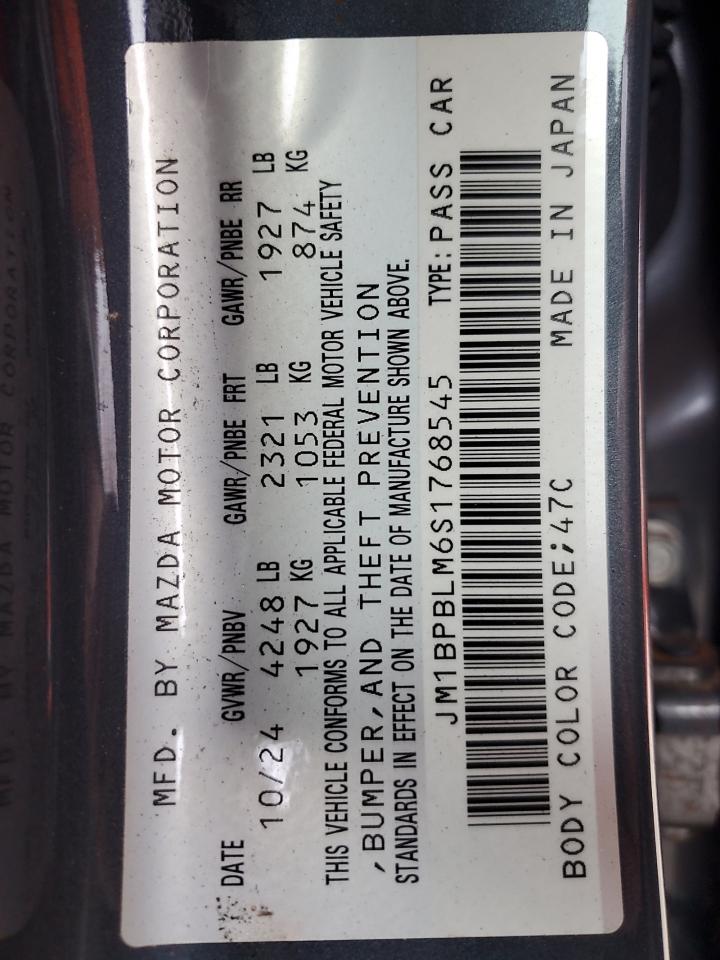 MFD. BY MAZDA MOTOR CORPORATION
DATE GVWR/PNBV GAWR/PNBE FRT GAWR/PNBE RR
10/24 4248 LB 2321 LB 1927 LB
1927 KG 1053 KG 874 KG
THIS VEHICLE CONFORMS TO ALL APPLICABLE FEDERAL MOTOR VEHICLE SAFETY
,BUMPER,AND THEFT PREVENTION
STANDARDS IN EFFECT ON THE DATE OF MANUFACTURE SHOWN ABOVE.
JM1BPBLM6S1768545 TYPE: PASS CAR
BODY COLOR CODE;47C MADE IN JAPAN